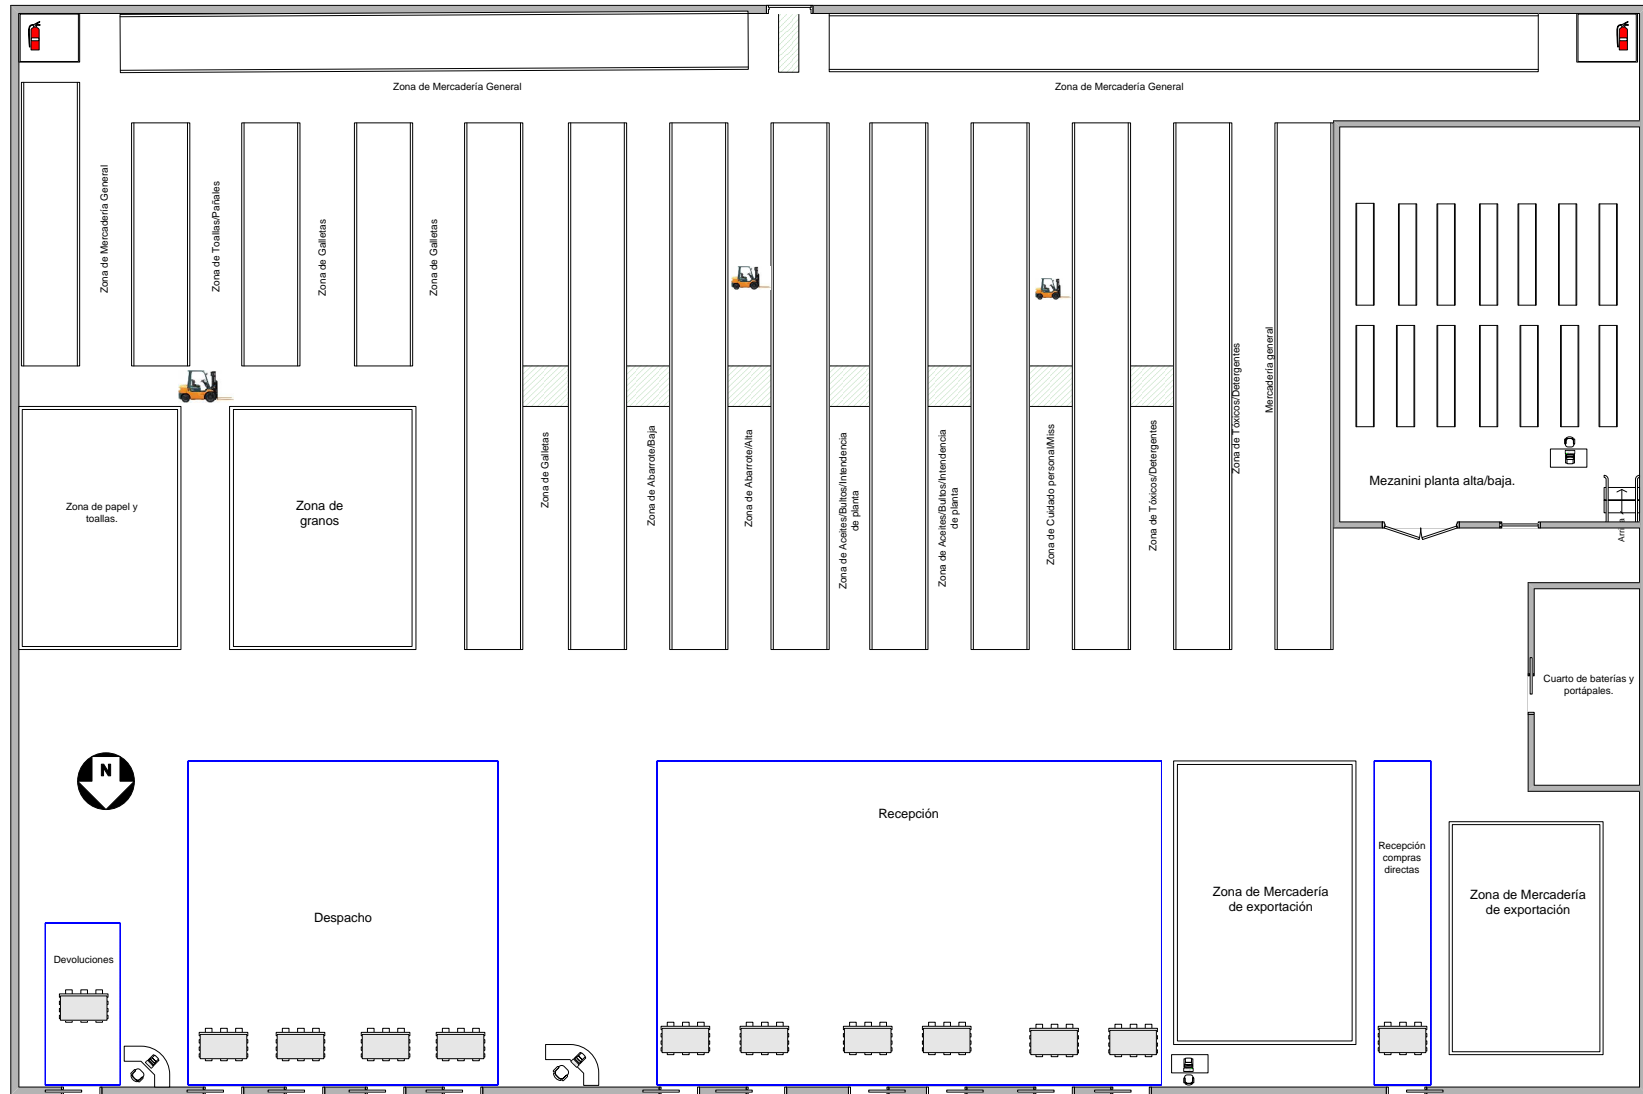 Zona de Mercadería General
Zona de Mercadería General
Zona de Mercadería General
Zona de Toallas/Pañales
Zona de Galletas
Zona de Galletas
Zona de Galletas
Zona de Abarrote/Baja
Zona de Abarrote/Alta
Zona de Aceites/Bultos/Intendencia
de planta
Zona de Aceites/Bultos/Intendencia
de planta
Zona de Cuidado personal/Miss
Zona de Tóxicos/Detergentes
Zona de Tóxicos/Detergentes
Mercadería general
Mezanini planta alta/baja.
Zona de papel y
toallas.
Zona de
granos
Cuarto de baterías y
portápales.
N
Recepción
Despacho
Devoluciones
Zona de Mercadería
de exportación
Recepción
compras
directas
Zona de Mercadería
de exportación